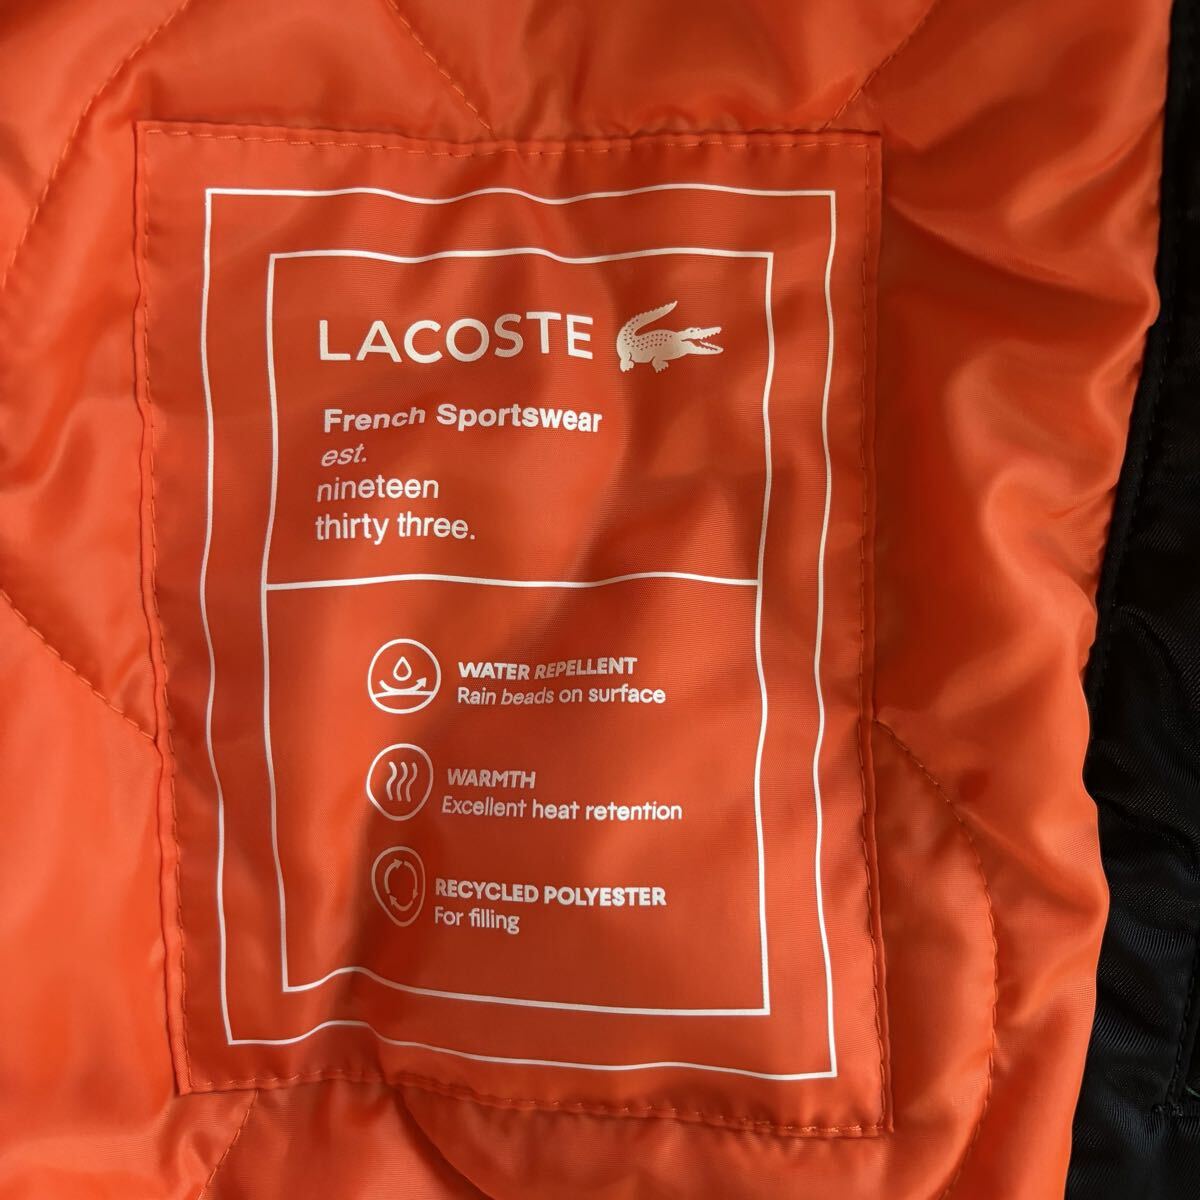 LACOSTE
French Sportswear
est.
nineteen
thirty three.
WATER REPELLENT
Rain beads on surface
WARMTH
Excellent heat retention
RECYCLED POLYESTER
For filling